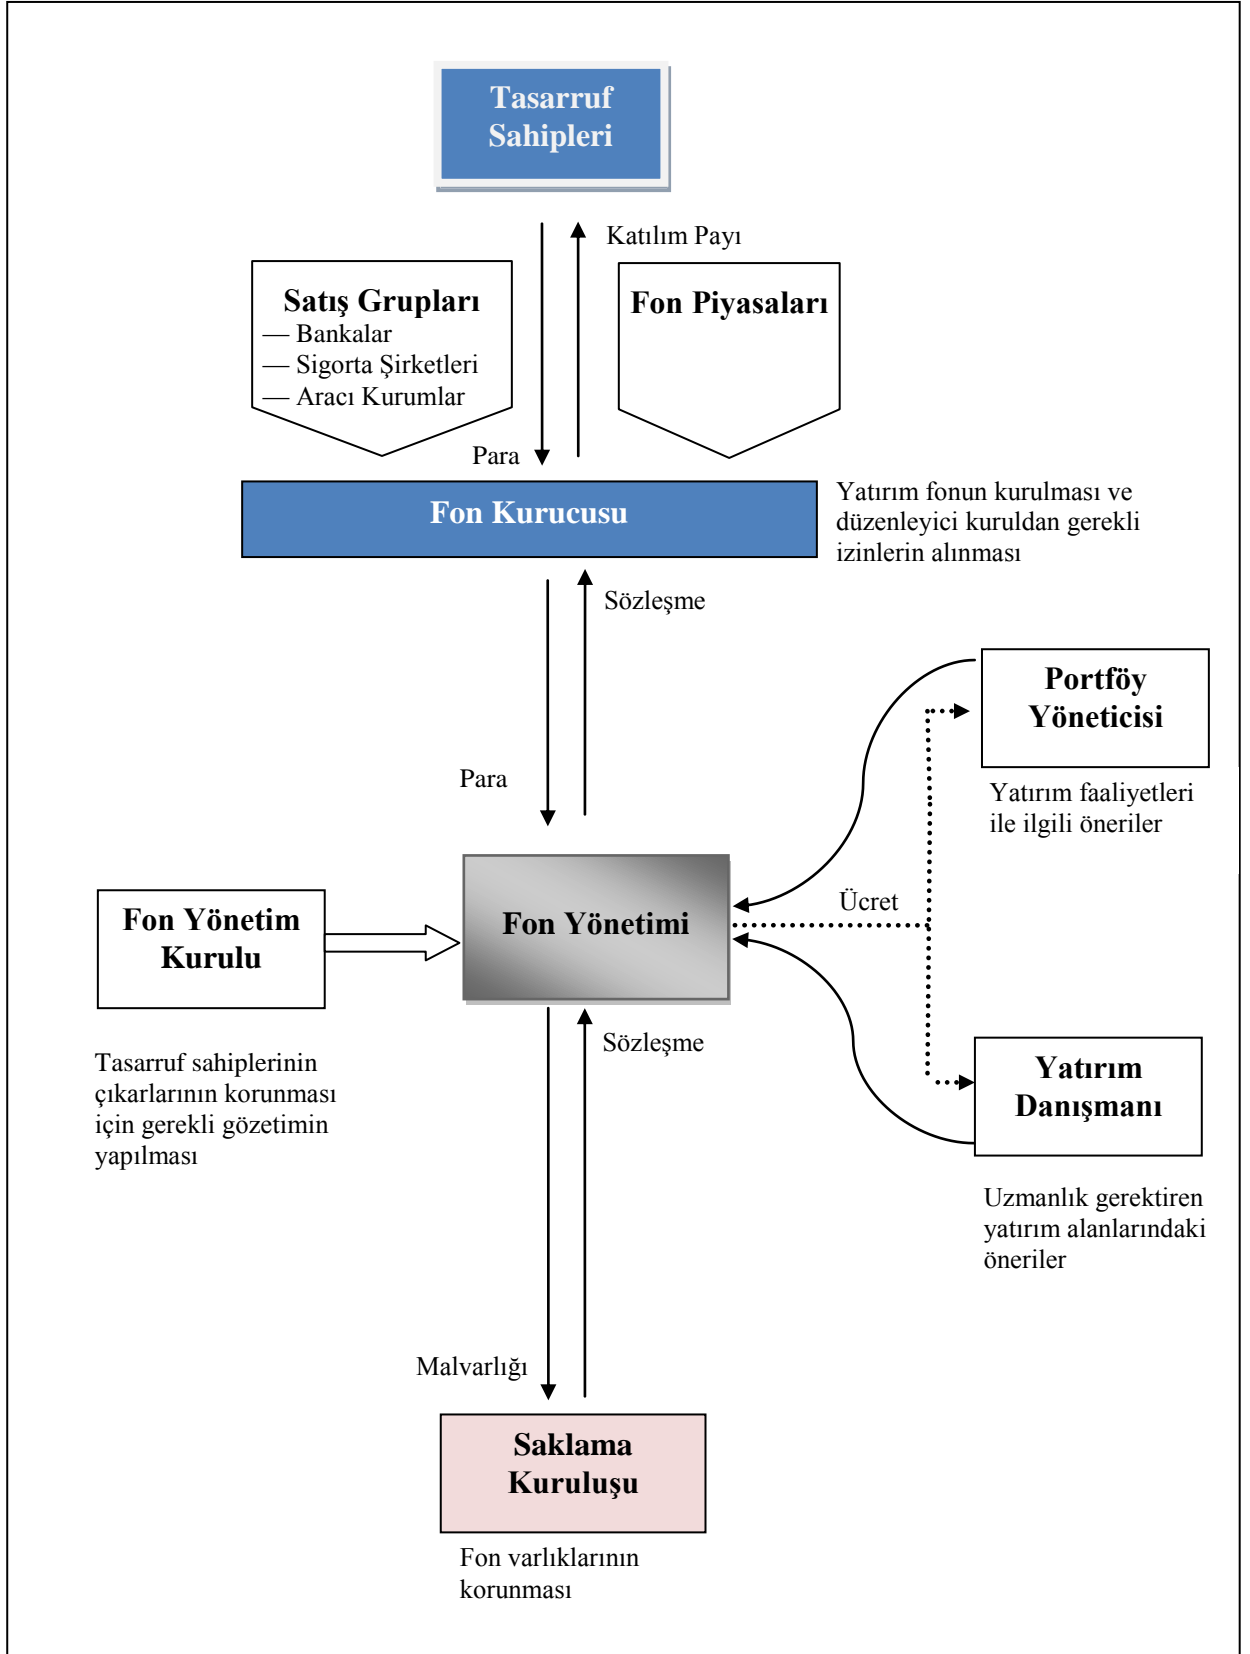 Tasarruf
Sahipleri
Katılım Payı
Satış Grupları
— Bankalar
— Sigorta Şirketleri
— Aracı Kurumlar
Fon Piyasaları
Para
Fon Kurucusu
Yatırım fonun kurulması ve
düzenleyici kuruldan gerekli
izinlerin alınması
Sözleşme
Portföy
Yöneticisi
Para
Yatırım faaliyetleri
ile ilgili öneriler
Ücret
Fon Yönetim
Kurulu
Fon Yönetimi
Sözleşme
Tasarruf sahiplerinin
çıkarlarının korunması
için gerekli gözetimin
yapılması
Yatırım
Danışmanı
Uzmanlık gerektiren
yatırım alanlarındaki
öneriler
Malvarlığı
Saklama
Kuruluşu
Fon varlıklarının
korunması